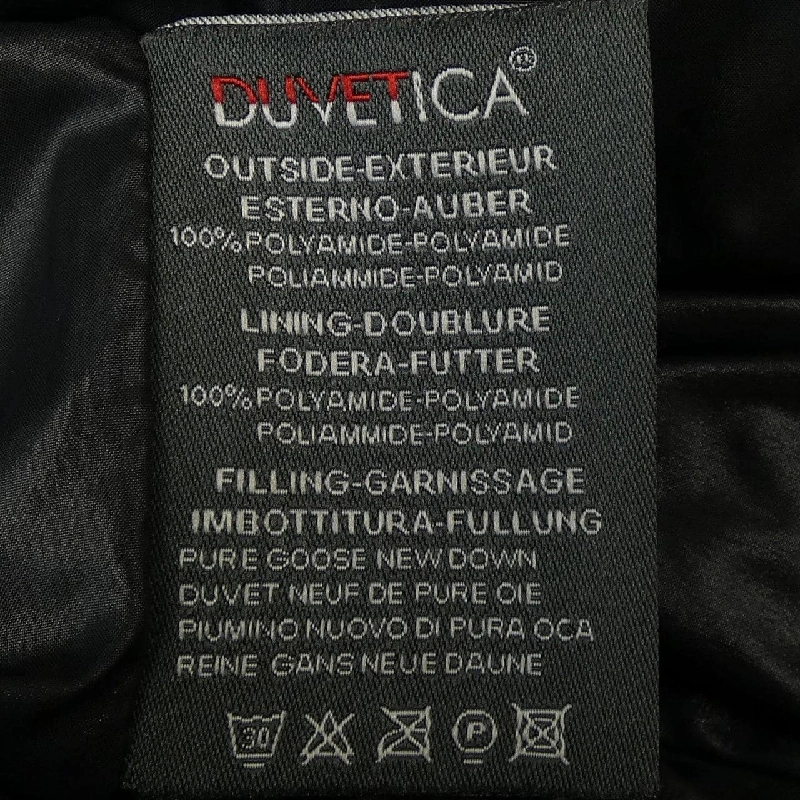 DUVETICA®
OUTSIDE-EXTERIEUR
ESTERNO-AUBER
100%POLYAMIDE-POLYAMIDE
POLIAMMIDE-POLYAMID
LINING-DOUBLURE
FODERA-FUTTER
100%POLYAMIDE-POLYAMIDE
POLIAMMIDE-POLYAMID
FILLING-GARNISSAGE
IMBOTTITURA-FULLUNG
PURE GOOSE NEW DOWN
DUVET NEUF DE PURE OIE
PIUMINO NUOVO DI PURA OCA
REINE GANS NEUE DAUNE
30 P